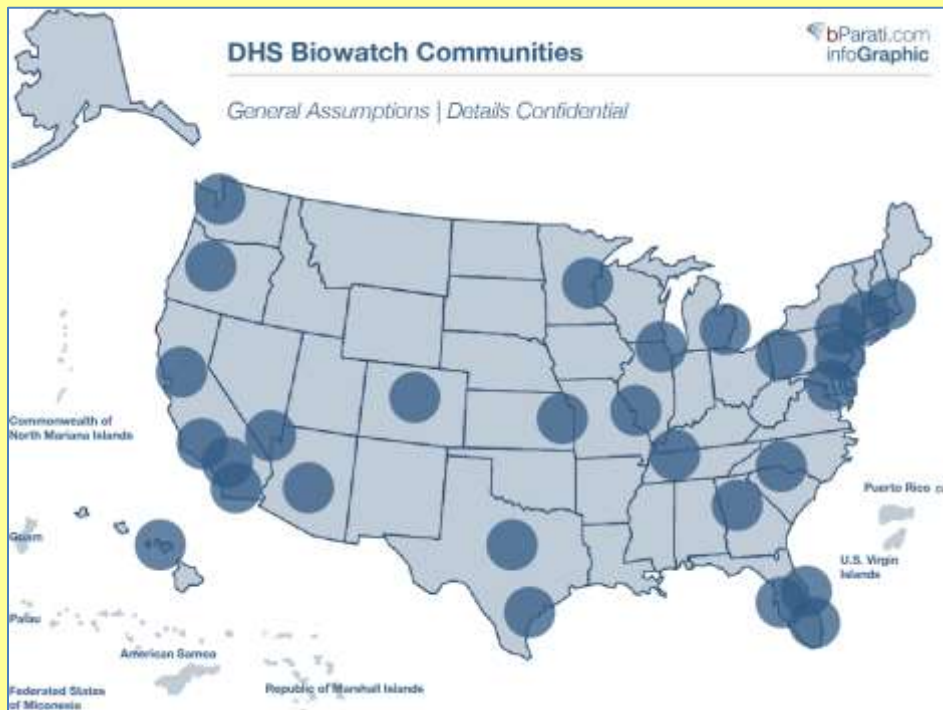 DHS Biowatch Communities
bParati.com
infoGraphic
General Assumptions | Details Confidential
Commonwealth of
North Mariana Islands
Puerto Rico
Guam
U.S. Virgin
Islands
Palau
American Samoa
Federated States
of Miconesia
Republic of Marshall Islands